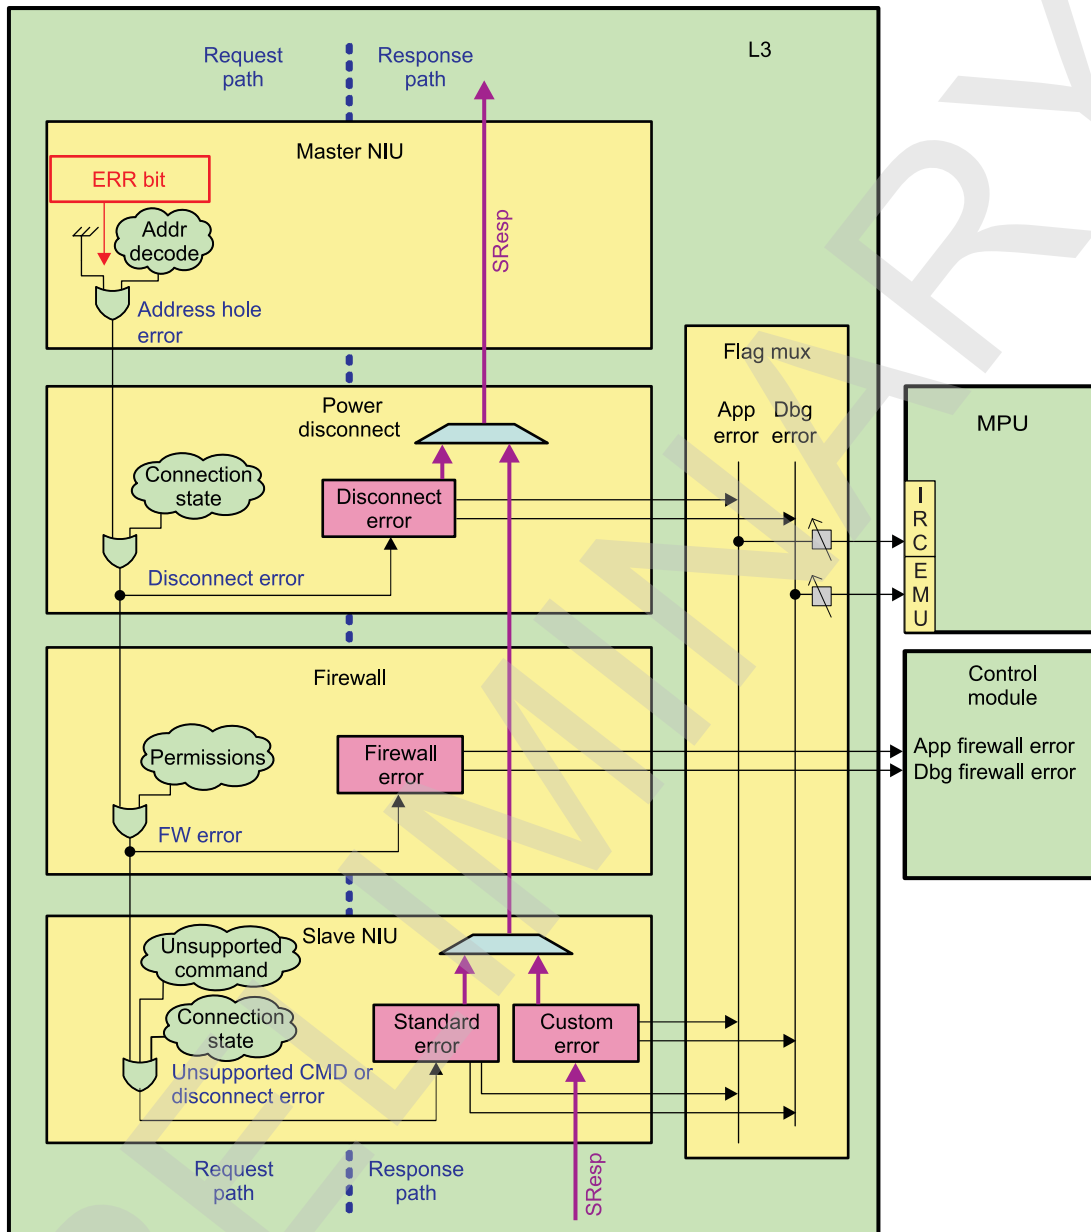 Request
path
Response
path
L3
Master NIU
ERR bit
Addr
decode
Address hole
error
SResp
Flag mux
App
error
Dbg
error
Power
disconnect
Connection
state
Disconnect
error
Disconnect error
MPU
I
R
C
E
M
U
Firewall
Permissions
Firewall
error
FW error
Control
module
App firewall error
Dbg firewall error
Slave NIU
Unsupported
command
Connection
state
Standard
error
Custom
error
Unsupported CMD or
disconnect error
Request
path
Response
path
SResp
PRELIMINARY